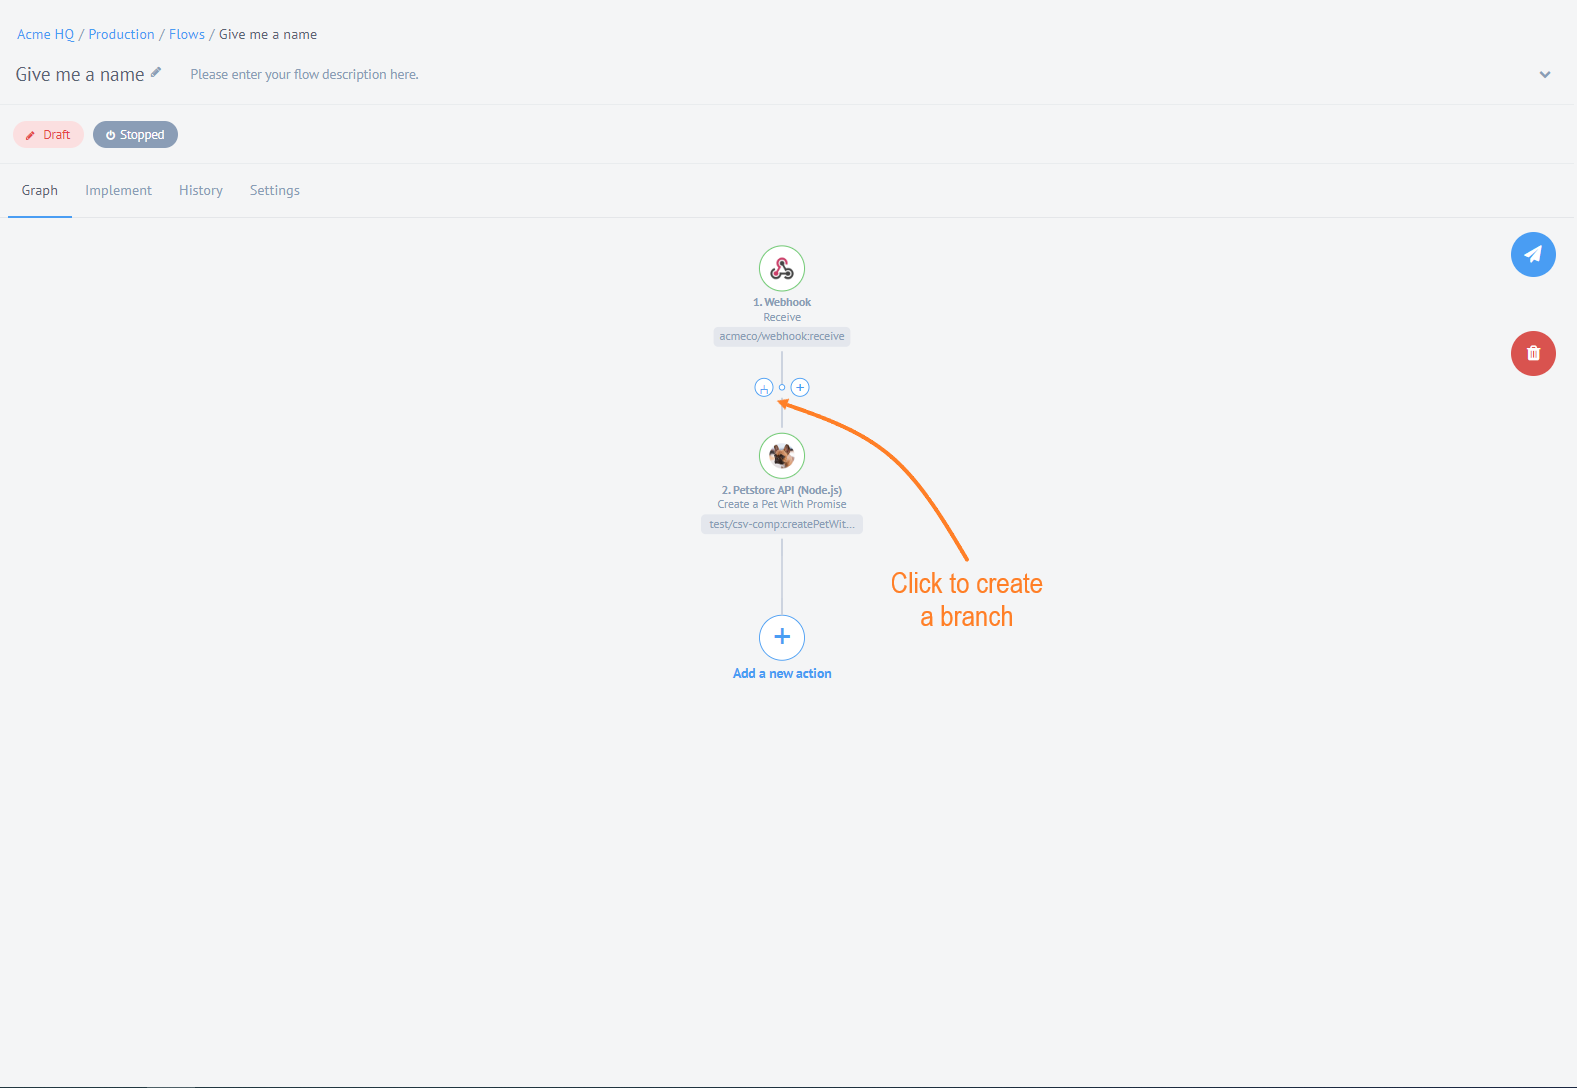 Acme HQ / Production / Flows / Give me a name
Give me a name
Please enter your flow description here.
Draft
Stopped
Graph
Implement
History
Settings
1. Webhook
Receive
acmeco/webhook:receive
2. Petstore API (Node.js)
Create a Pet With Promise
test/csv-comp:createPetWit...
Click to create
a branch
Add a new action